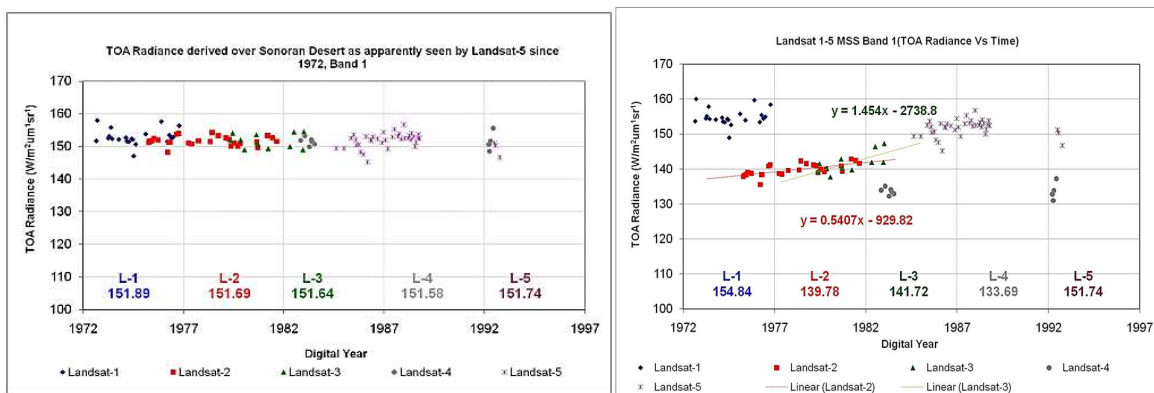 TOA Radiance derived over Sonoran Desert as apparently seen by Landsat-5 since
1972, Band 1
TOA Radiance (W/m²um¹sr¹)
170
160
150
140
130
120
110
100
L-1
151.89
L-2
151.69
L-3
151.64
L-4
151.58
L-5
151.74
1972
1977
1982
1987
1992
1997
Digital Year
Landsat-1
Landsat-2
Landsat-3
Landsat-4
Landsat-5
Landsat 1-5 MSS Band 1(TOA Radiance Vs Time)
TOA Radiance (W/m²um¹sr¹)
170
160
150
140
130
120
110
100
y = 1.454x - 2738.8
y = 0.5407x - 929.82
L-1
154.84
L-2
139.78
L-3
141.72
L-4
133.69
L-5
151.74
1972
1977
1982
1987
1992
1997
Digital Year
Landsat-1
Landsat-2
Landsat-3
Landsat-4
Landsat-5
Linear (Landsat-2)
Linear (Landsat-3)